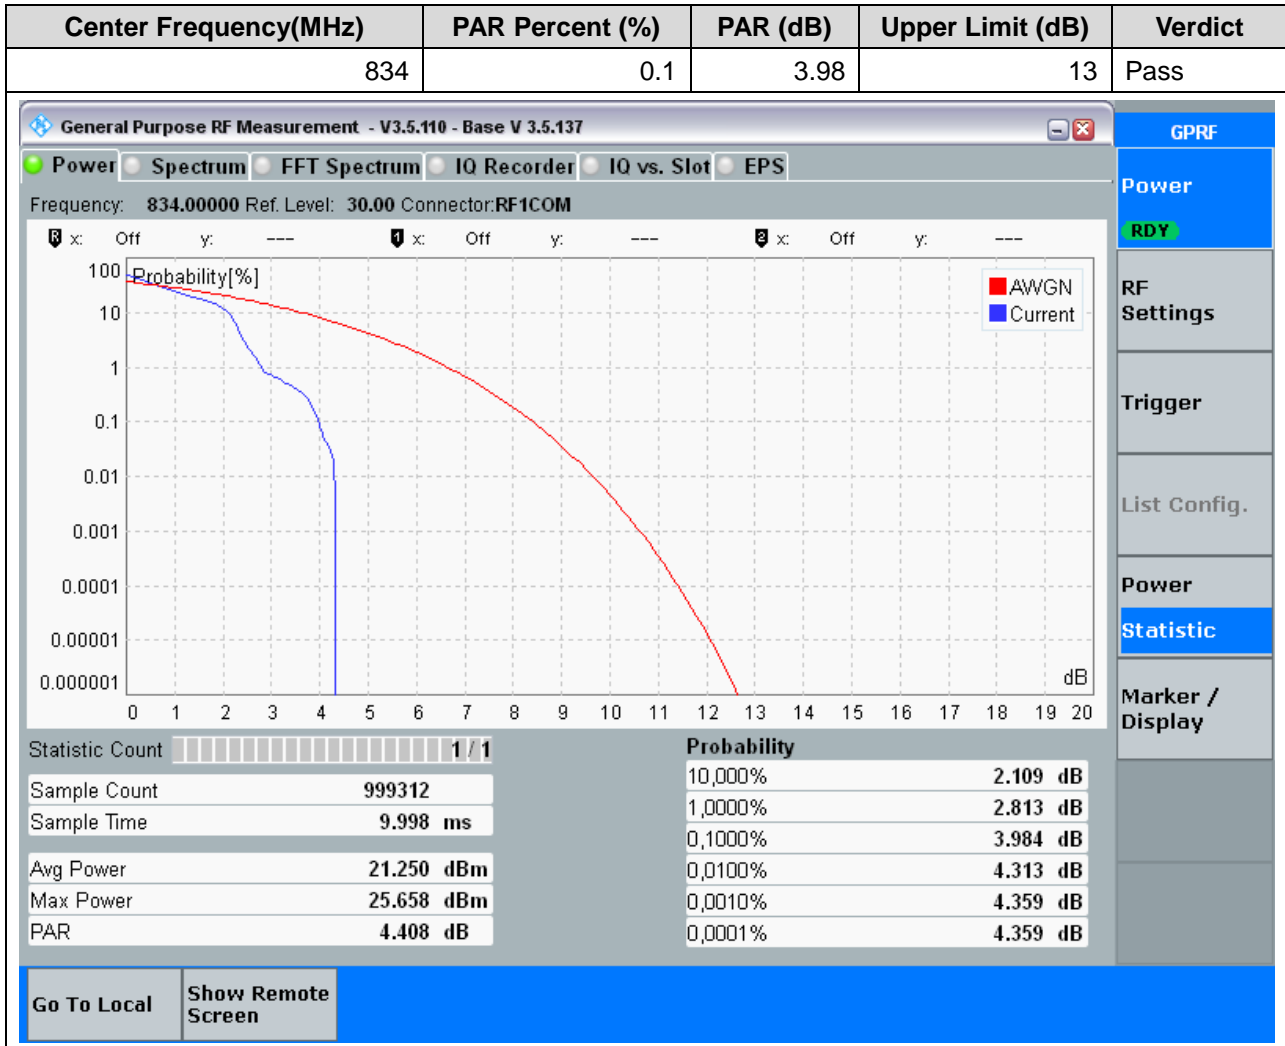 Center Frequency(MHz) PAR Percent (%) PAR (dB) Upper Limit (dB) Verdict
834 0.1 3.98 13 Pass
General Purpose RF Measurement - V3.5.110 - Base V 3.5.137
GPRF
Power Spectrum FFT Spectrum IQ Recorder IQ vs. Slot EPS
Frequency: 834.00000 Ref. Level: 30.00 Connector:RF1COM
R x: Off y: --- 1 x: Off y: --- 2 x: Off y: ---
Probability[%]
100
10
1
0.1
0.01
0.001
0.0001
0.00001
0.000001
AWGN
Current
dB
0 1 2 3 4 5 6 7 8 9 10 11 12 13 14 15 16 17 18 19 20
Statistic Count 1 / 1
Sample Count 999312
Sample Time 9.998 ms
Avg Power 21.250 dBm
Max Power 25.658 dBm
PAR 4.408 dB
Probability
10,000% 2.109 dB
1,0000% 2.813 dB
0,1000% 3.984 dB
0,0100% 4.313 dB
0,0010% 4.359 dB
0,0001% 4.359 dB
Power
RDY
RF
Settings
Trigger
List Config.
Power
Statistic
Marker /
Display
Go To Local
Show Remote
Screen